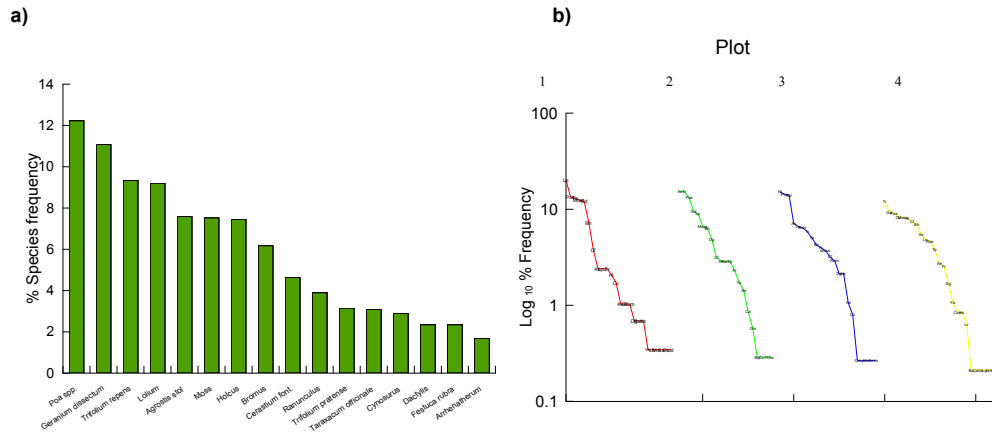 a)
b)
Plot
1 2 3 4
% Species frequency
14
12
10
8
6
4
2
0
Poa spp.
Geranium dissectum
Trifolium repens
Lolium
Agrostis stol
Moss
Holcus
Bromus
Cerastium font.
Ranunculus
Trifolium pratense
Taraxacum officinale
Cynosurus
Dactylis
Festuca rubra
Arrhenatherum
Log 10 % Frequency
100
10
1
0.1